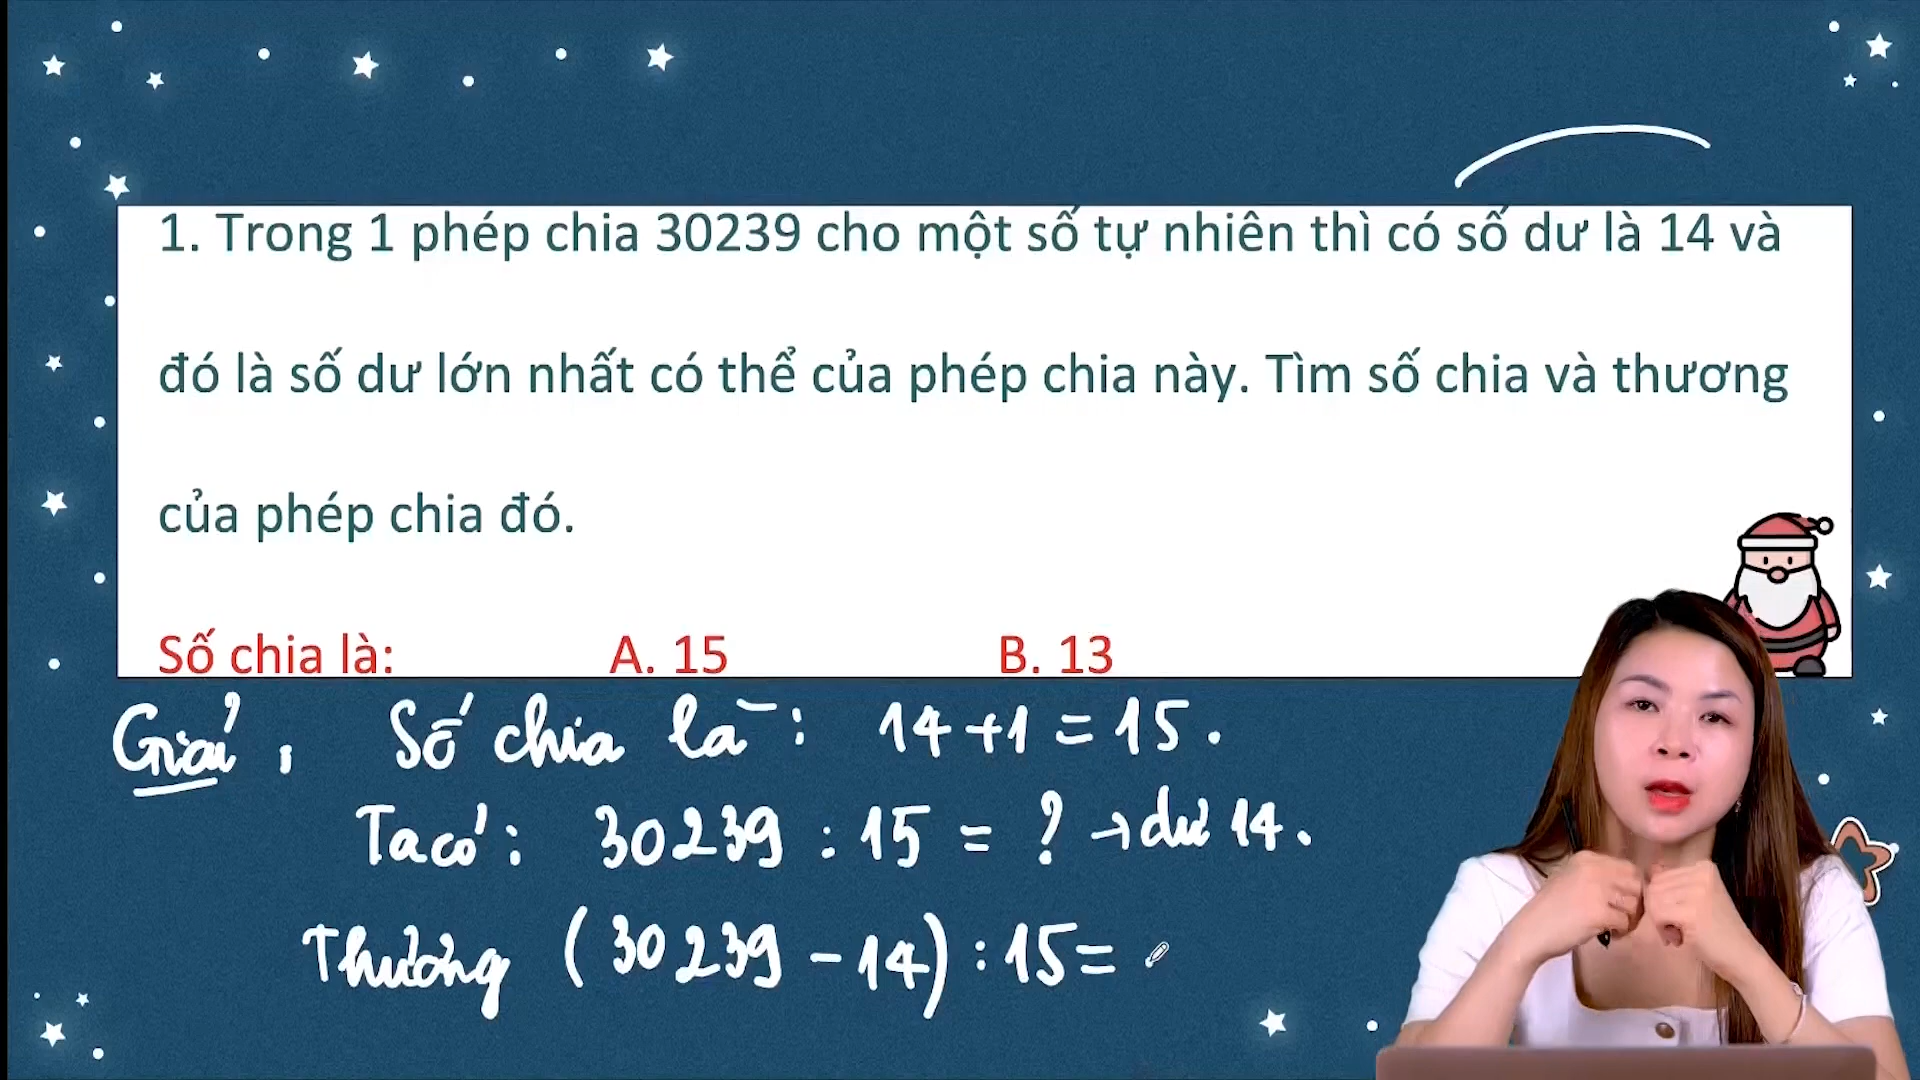 1. Trong 1 phép chia 30239 cho một số tự nhiên thì có số dư là 14 và
đó là số dư lớn nhất có thể của phép chia này. Tìm số chia và thương
của phép chia đó.
Số chia là: A. 15 B. 13
Giải, Số chia là: 14+1=15.
Ta có: 30239 : 15 = ? → dư 14.
Thương (30239 - 14) : 15 =